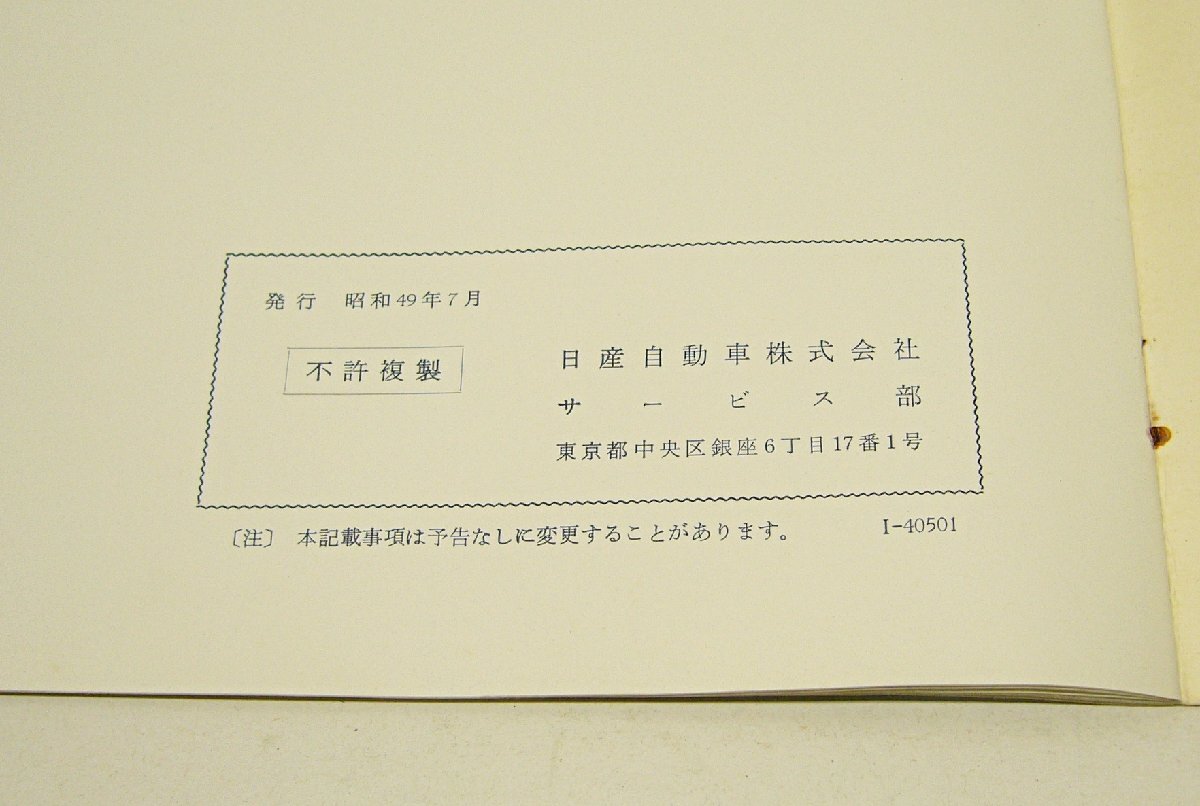 発行 昭和49年7月
不許複製
日産自動車株式会社
サービス部
東京都中央区銀座6丁目17番1号
〔注〕 本記載事項は予告なしに変更することがあります。 I-40501